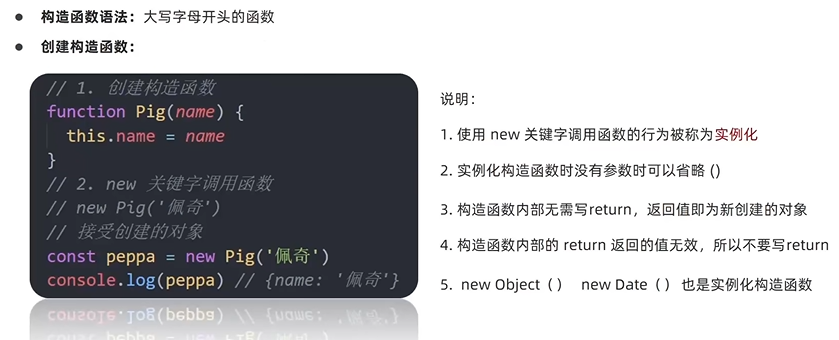 ● 构造函数语法：大写字母开头的函数
● 创建构造函数：
// 1. 创建构造函数
function Pig(name) {
  this.name = name
}
// 2. new 关键字调用函数
// new Pig('佩奇')
// 接受创建的对象
const peppa = new Pig('佩奇')
console.log(peppa) // {name: '佩奇'}
说明：
1. 使用 new 关键字调用函数的行为被称为实例化
2. 实例化构造函数时没有参数时可以省略 ()
3. 构造函数内部无需写return，返回值即为新创建的对象
4. 构造函数内部的 return 返回的值无效，所以不要写return
5. new Object（） new Date（） 也是实例化构造函数